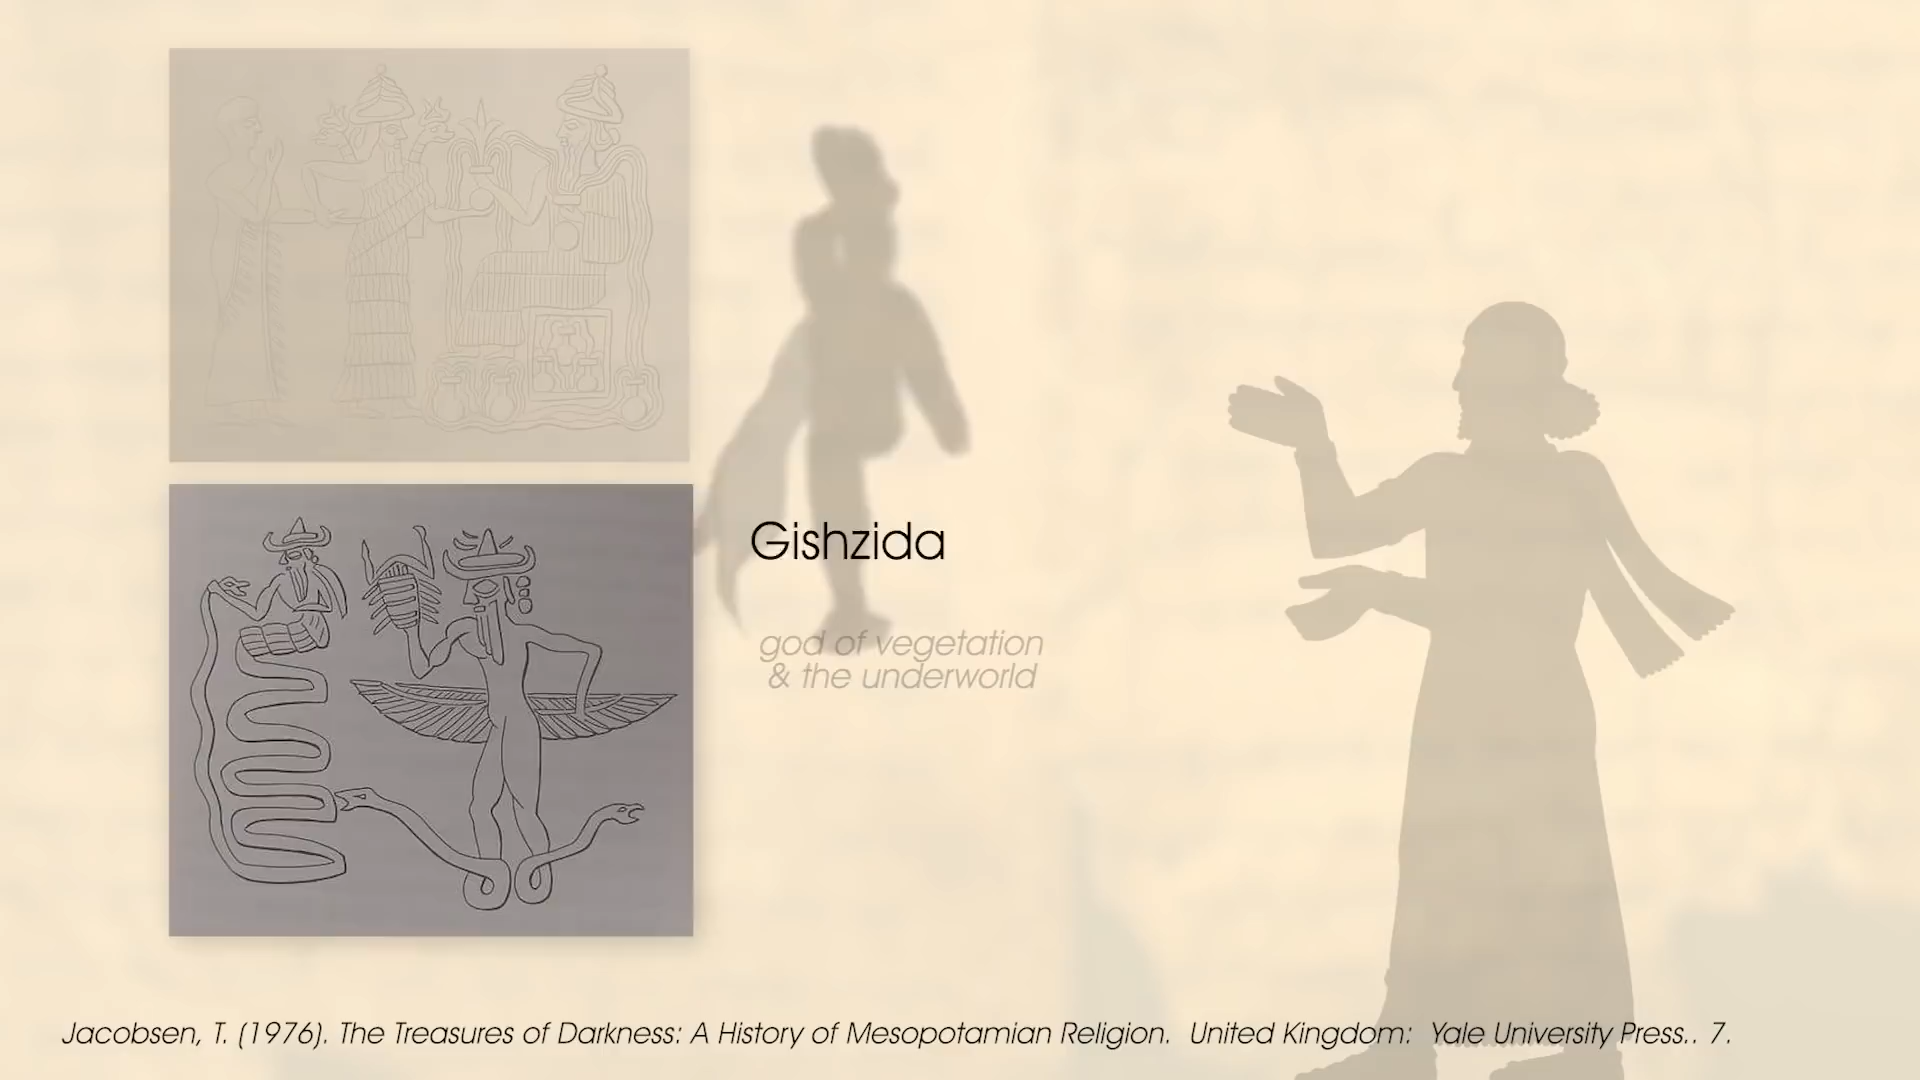 Gishzida
god of vegetation
& the underworld
Jacobsen, T. (1976). The Treasures of Darkness: A History of Mesopotamian Religion.  United Kingdom:  Yale University Press.. 7.